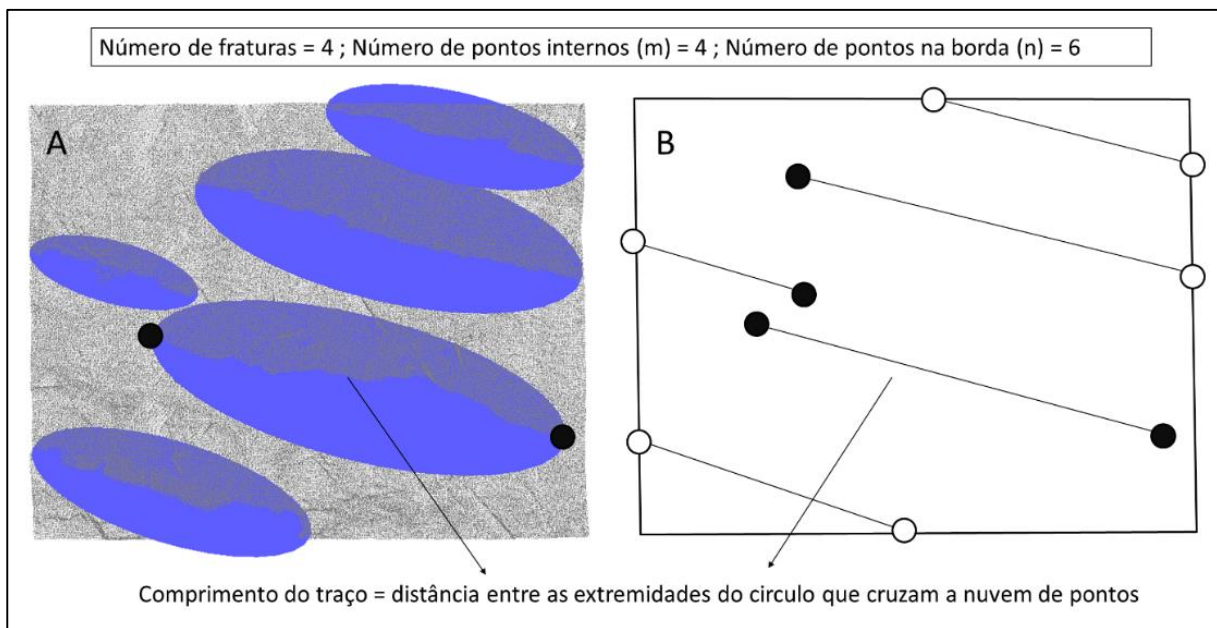 Número de fraturas = 4 ; Número de pontos internos (m) = 4 ; Número de pontos na borda (n) = 6
A
B
Comprimento do traço = distância entre as extremidades do circulo que cruzam a nuvem de pontos